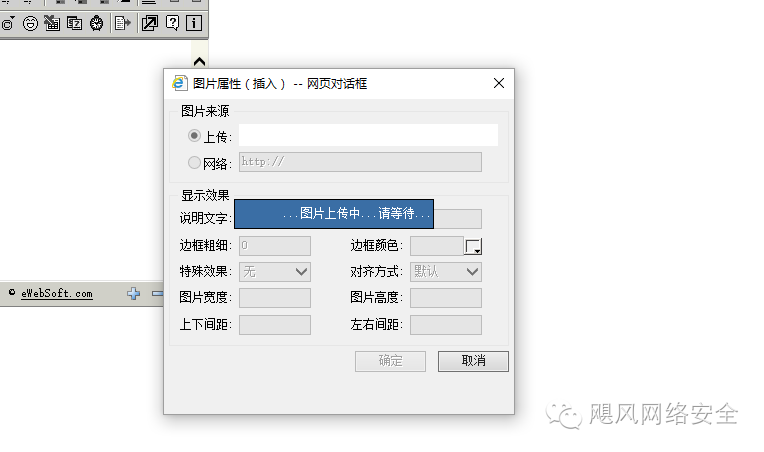 图片属性（插入） -- 网页对话框
图片来源
上传:
网络: http://
显示效果
说明文字:
...图片上传中...请等待...
边框粗细: 0 边框颜色:
特殊效果: 无 对齐方式: 默认
图片宽度: 图片高度:
上下间距: 左右间距:
确定 取消
© eWebSoft.com
飓风网络安全